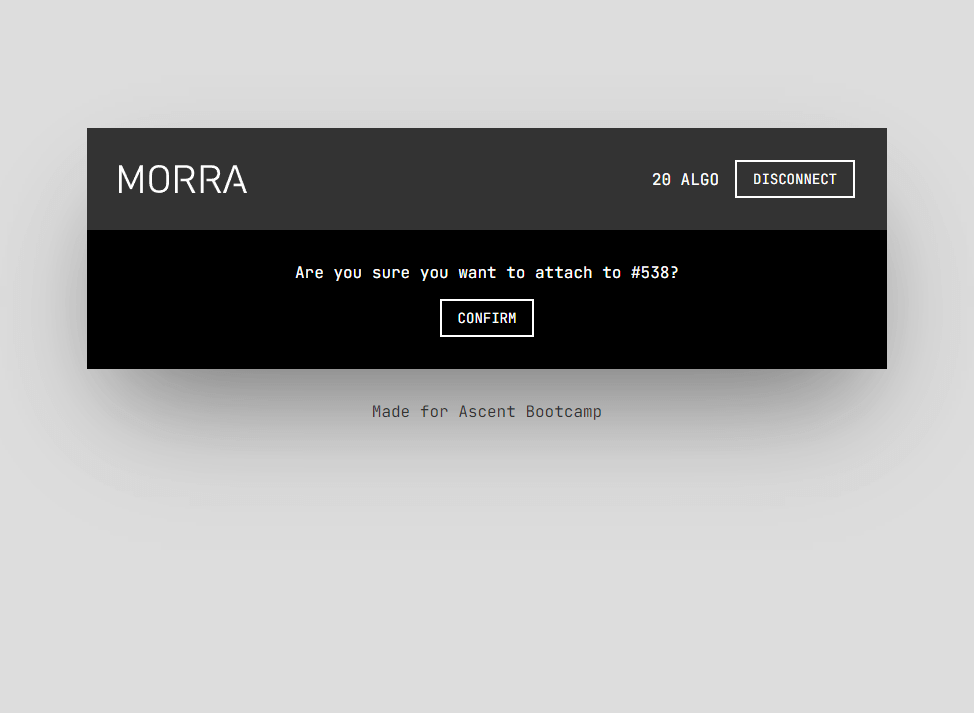 MORRA
20 ALGO
DISCONNECT
Are you sure you want to attach to #538?
CONFIRM
Made for Ascent Bootcamp